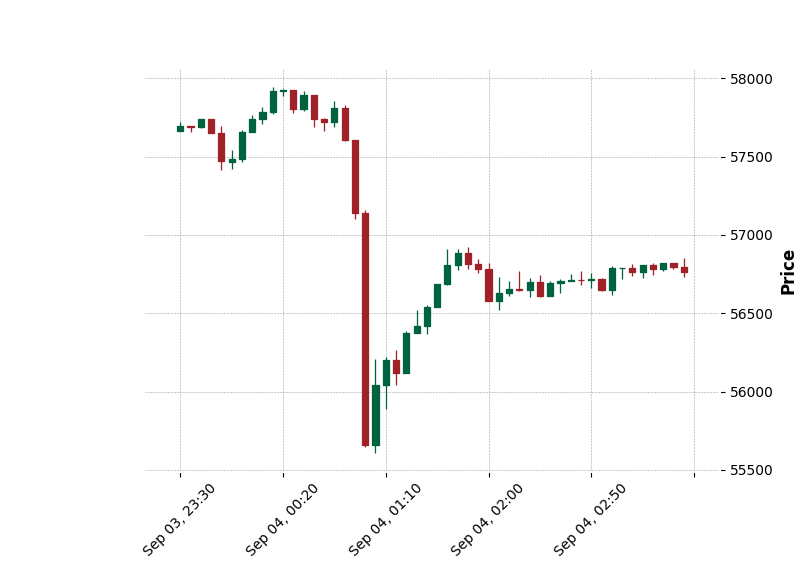 58000
57500
57000
56500
56000
55500
Price
Sep 03, 23:30
Sep 04, 00:20
Sep 04, 01:10
Sep 04, 02:00
Sep 04, 02:50